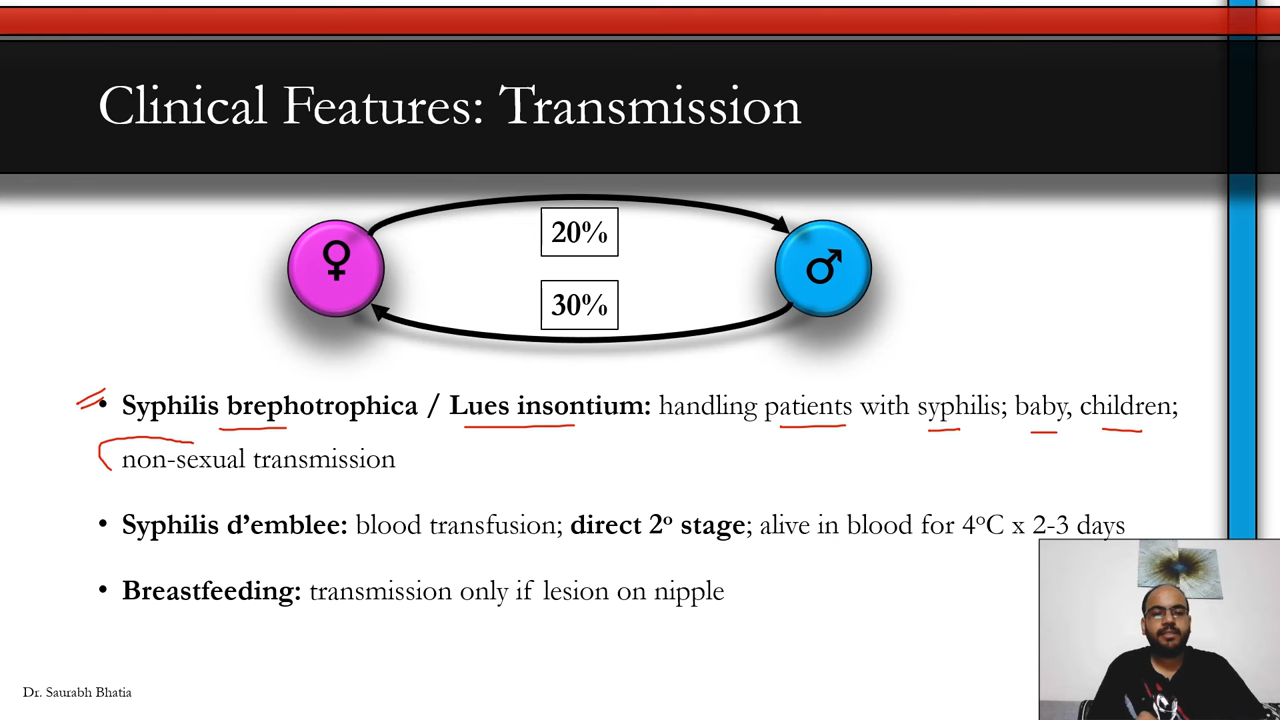 Clinical Features: Transmission
♀
20%
♂
30%
• Syphilis brephotrophica / Lues insontium: handling patients with syphilis; baby, children;
non-sexual transmission
• Syphilis d’emblee: blood transfusion; direct 2º stage; alive in blood for 4ºC x 2-3 days
• Breastfeeding: transmission only if lesion on nipple
Dr. Saurabh Bhatia